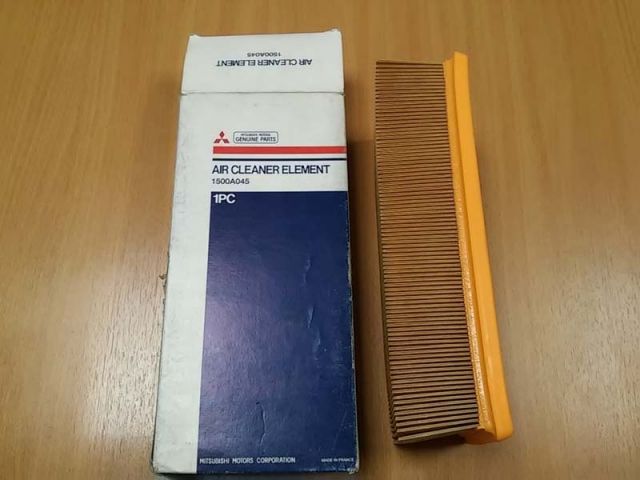 AIR CLEANER ELEMENT
1500A045
MITSUBISHI MOTORS
GENUINE PARTS
AIR CLEANER ELEMENT
1500A045
1PC
MITSUBISHI MOTORS CORPORATION
MADE IN FRANCE